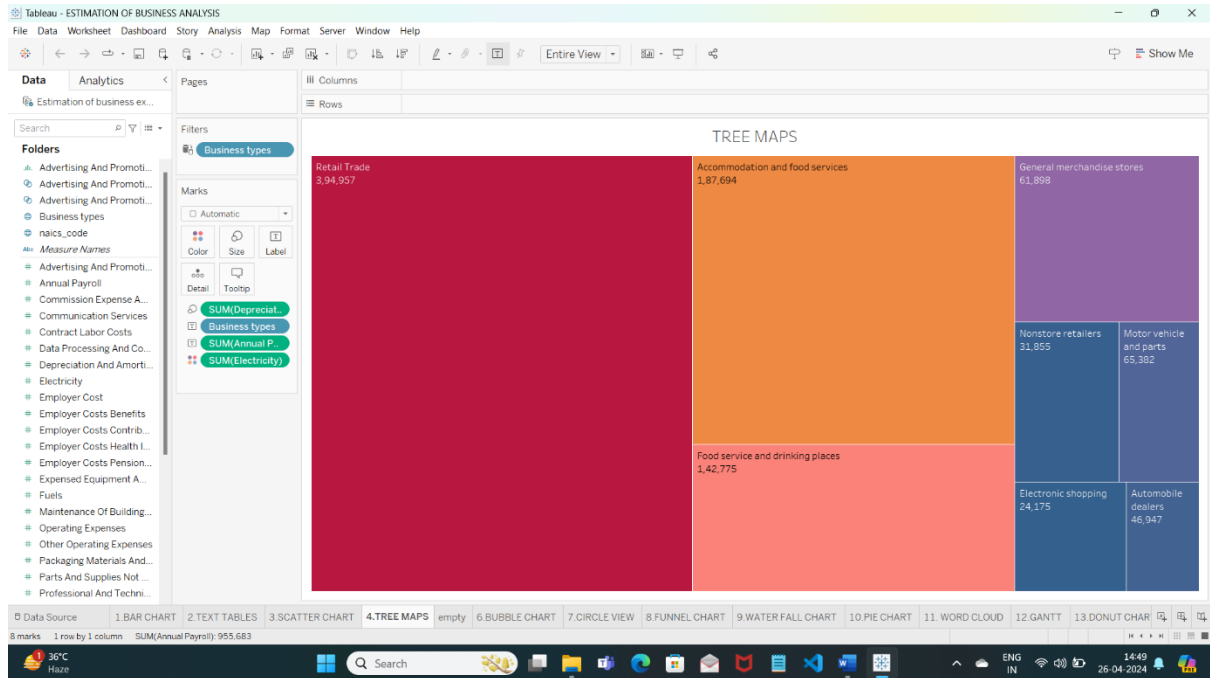 Tableau - ESTIMATION OF BUSINESS ANALYSIS
File Data Worksheet Dashboard Story Analysis Map Format Server Window Help
Entire View
Show Me
Data Analytics
Estimation of business ex...
Search
Folders
Advertising And Promoti...
Advertising And Promoti...
Advertising And Promoti...
Business types
naics_code
Abc Measure Names
# Advertising And Promoti...
# Annual Payroll
# Commission Expense A...
# Communication Services
# Contract Labor Costs
# Data Processing And Co...
# Depreciation And Amorti...
# Electricity
# Employer Cost
# Employer Costs Benefits
# Employer Costs Contrib...
# Employer Costs Health I...
# Employer Costs Pension...
# Expensed Equipment A...
# Fuels
# Maintenance Of Building...
# Operating Expenses
# Other Operating Expenses
# Packaging Materials And...
# Parts And Supplies Not ...
# Professional And Techni...
Pages
Filters
Business types
Marks
Automatic
Color Size Label
Detail Tooltip
SUM(Depreciat..
Business types
SUM(Annual P..
SUM(Electricity)
Columns
Rows
TREE MAPS
Retail Trade
3,94,957
Accommodation and food services
1,87,694
Food service and drinking places
1,42,775
General merchandise stores
61,898
Nonstore retailers
31,855
Motor vehicle
and parts
65,382
Electronic shopping
24,175
Automobile
dealers
46,947
Data Source 1.BAR CHART 2.TEXT TABLES 3.SCATTER CHART 4.TREE MAPS empty 6.BUBBLE CHART 7.CIRCLE VIEW 8.FUNNEL CHART 9.WATER FALL CHART 10.PIE CHART 11. WORD CLOUD 12.GANTT 13.DONUT CHAR
8 marks 1 row by 1 column SUM(Annual Payroll): 955,683
1
36°C
Haze
Search
ENG
IN
14:49
26-04-2024